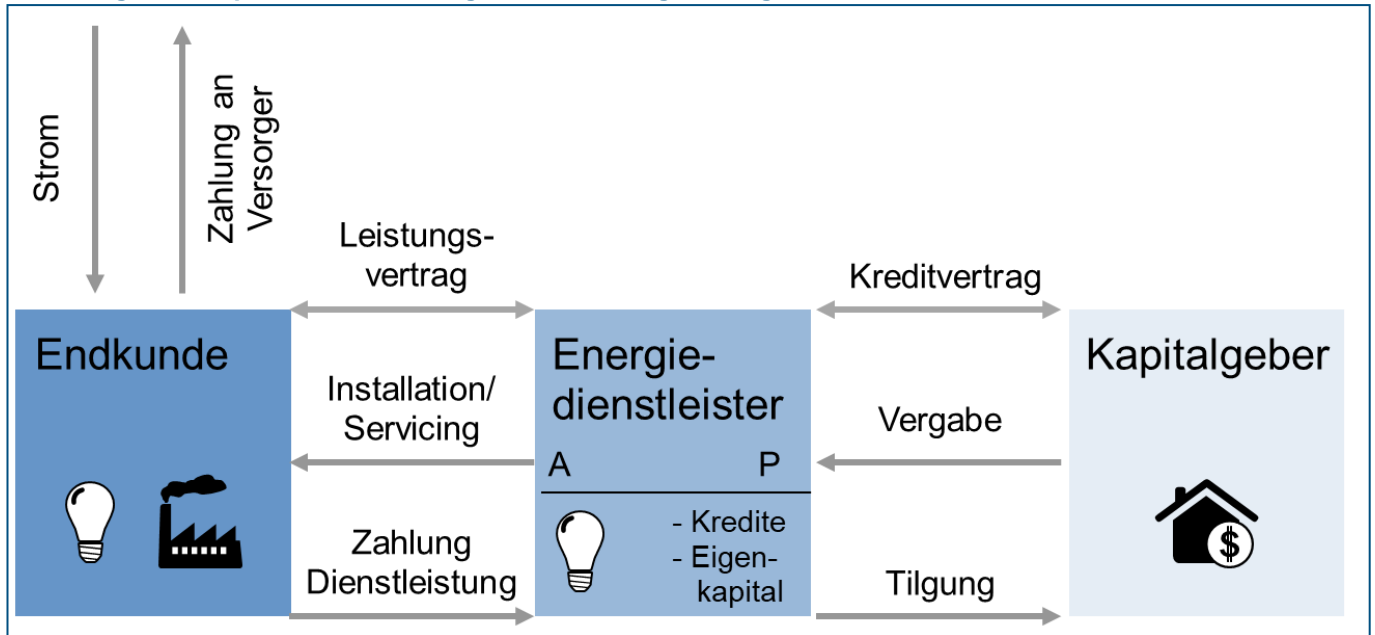 Strom
Zahlung an
Versorger
Leistungs-
vertrag
Kreditvertrag
Endkunde
Installation/
Servicing
Zahlung
Dienstleistung
Energie-
dienstleister
A P
- Kredite
- Eigen-
kapital
Vergabe
Tilgung
Kapitalgeber
$